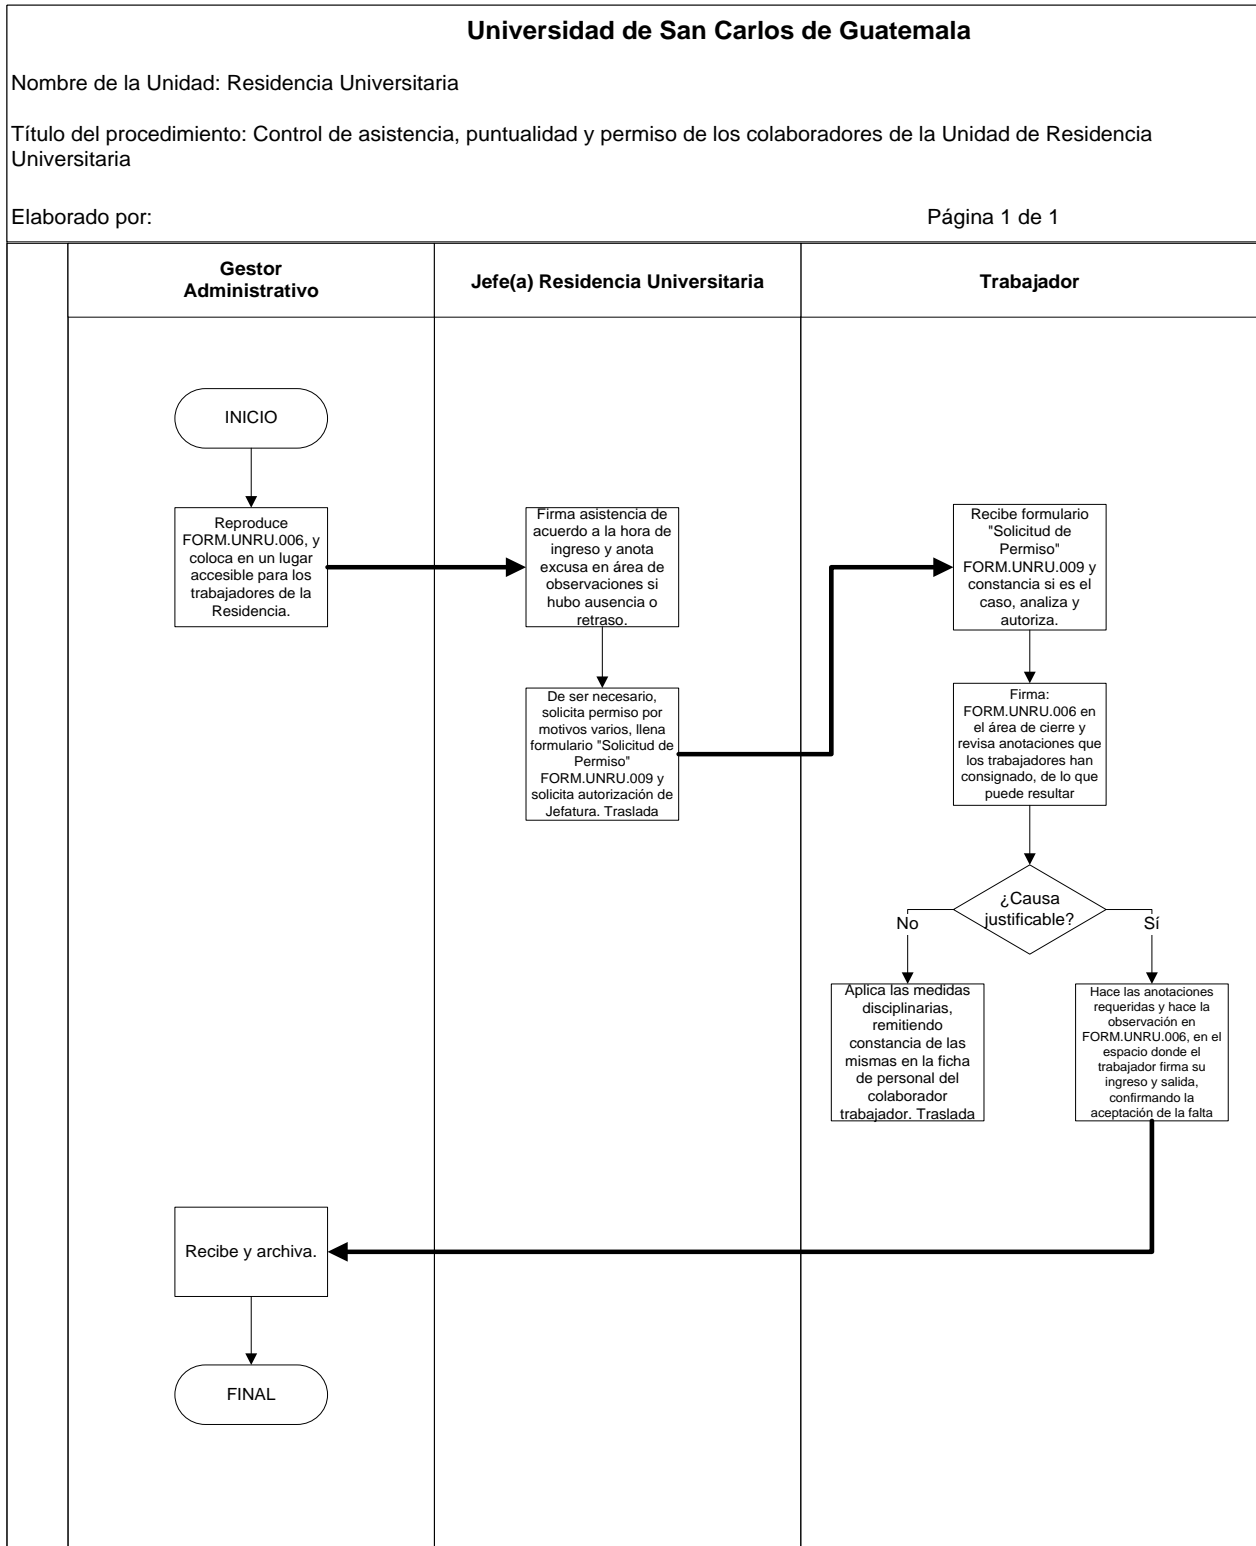 Universidad de San Carlos de Guatemala
Nombre de la Unidad: Residencia Universitaria
Título del procedimiento: Control de asistencia, puntualidad y permiso de los colaboradores de la Unidad de Residencia
Universitaria
Elaborado por:
Página 1 de 1
Gestor
Administrativo
Jefe(a) Residencia Universitaria
Trabajador
INICIO
Reproduce
FORM.UNRU.006, y
coloca en un lugar
accesible para los
trabajadores de la
Residencia.
Firma asistencia de
acuerdo a la hora de
ingreso y anota
excusa en área de
observaciones si
hubo ausencia o
retraso.
Recibe formulario
"Solicitud de
Permiso"
FORM.UNRU.009 y
constancia si es el
caso, analiza y
autoriza.
De ser necesario,
solicita permiso por
motivos varios, llena
formulario "Solicitud de
Permiso"
FORM.UNRU.009 y
solicita autorización de
Jefatura. Traslada
Firma:
FORM.UNRU.006 en
el área de cierre y
revisa anotaciones que
los trabajadores han
consignado, de lo que
puede resultar
¿Causa
justificable?
No
Sí
Aplica las medidas
disciplinarias,
remitiendo
constancia de las
mismas en la ficha
de personal del
colaborador
trabajador. Traslada
Hace las anotaciones
requeridas y hace la
observación en
FORM.UNRU.006, en el
espacio donde el
trabajador firma su
ingreso y salida,
confirmando la
aceptación de la falta
Recibe y archiva.
FINAL